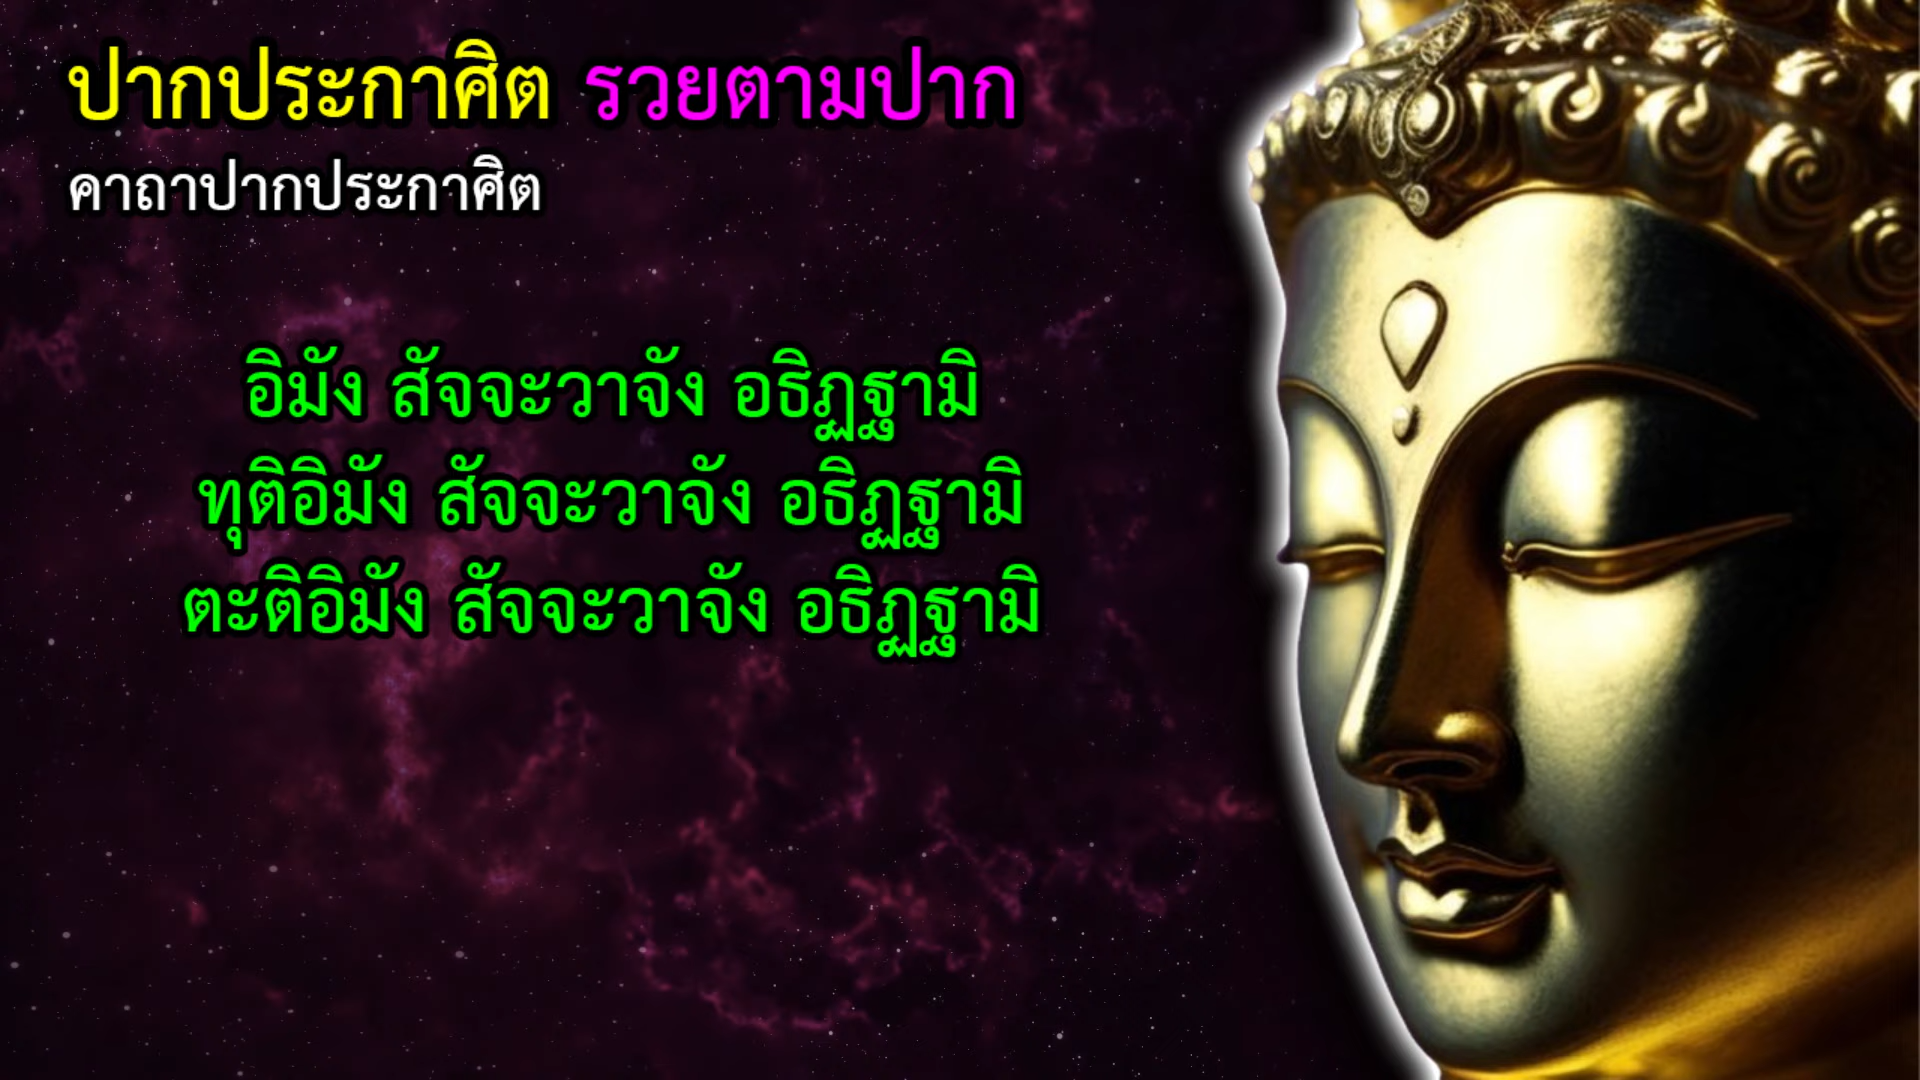 ปากประกาศิต รวยตามปาก
คาถาปากประกาศิต
อิมัง สัจจะวาจัง อธิฏฐามิ
ทุติอิมัง สัจจะวาจัง อธิฏฐามิ
ตะติอิมัง สัจจะวาจัง อธิฏฐามิ